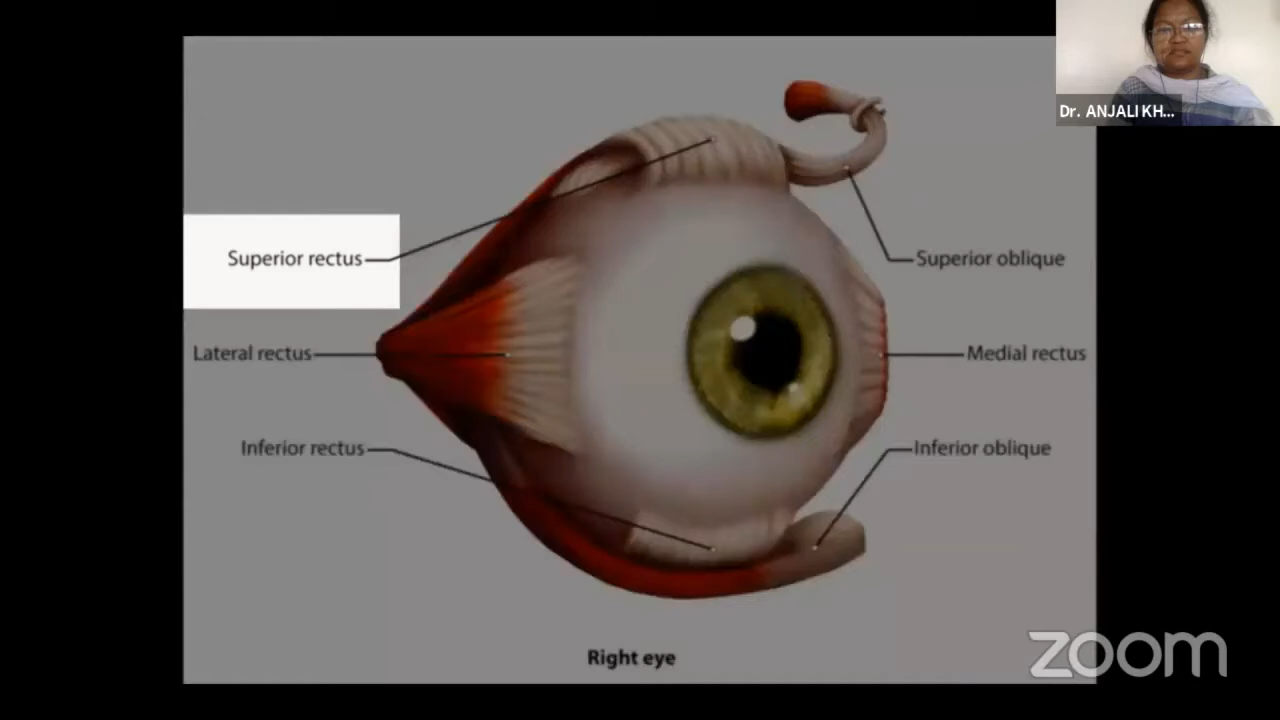 Dr. ANJALI KH...
Superior rectus
Superior oblique
Lateral rectus
Medial rectus
Inferior rectus
Inferior oblique
Right eye
zoom